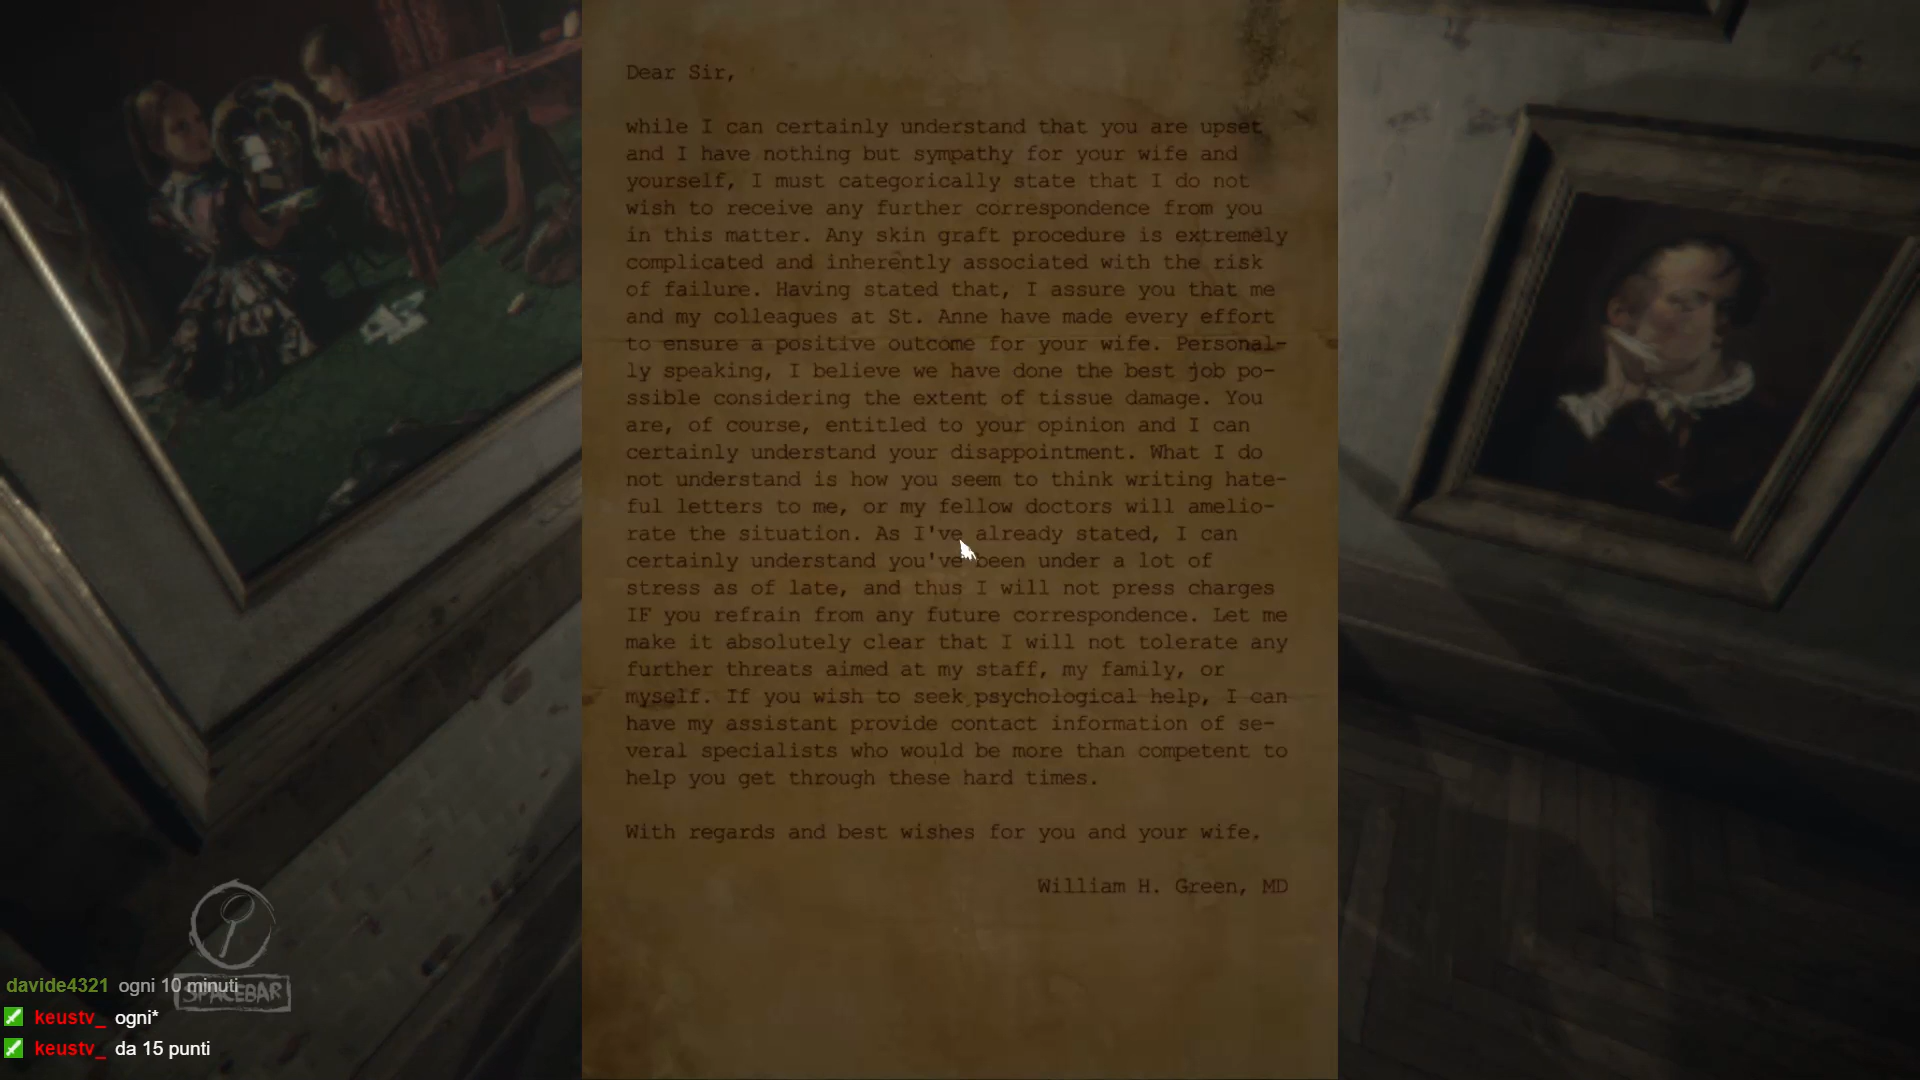 Dear Sir,
while I can certainly understand that you are upset
and I have nothing but sympathy for your wife and
yourself, I must categorically state that I do not
wish to receive any further correspondence from you
in this matter. Any skin graft procedure is extremely
complicated and inherently associated with the risk
of failure. Having stated that, I assure you that me
and my colleagues at St. Anne have made every effort
to ensure a positive outcome for your wife. Personal-
ly speaking, I believe we have done the best job po-
ssible considering the extent of tissue damage. You
are, of course, entitled to your opinion and I can
certainly understand your disappointment. What I do
not understand is how you seem to think writing hate-
ful letters to me, or my fellow doctors will amelio-
rate the situation. As I've already stated, I can
certainly understand you've been under a lot of
stress as of late, and thus I will not press charges
IF you refrain from any future correspondence. Let me
make it absolutely clear that I will not tolerate any
further threats aimed at my staff, my family, or
myself. If you wish to seek psychological help, I can
have my assistant provide contact information of se-
veral specialists who would be more than competent to
help you get through these hard times.
With regards and best wishes for you and your wife.
William H. Green, MD
SPACEBAR
davide4321 ogni 10 minuti
keustv_ ogni*
keustv_ da 15 punti